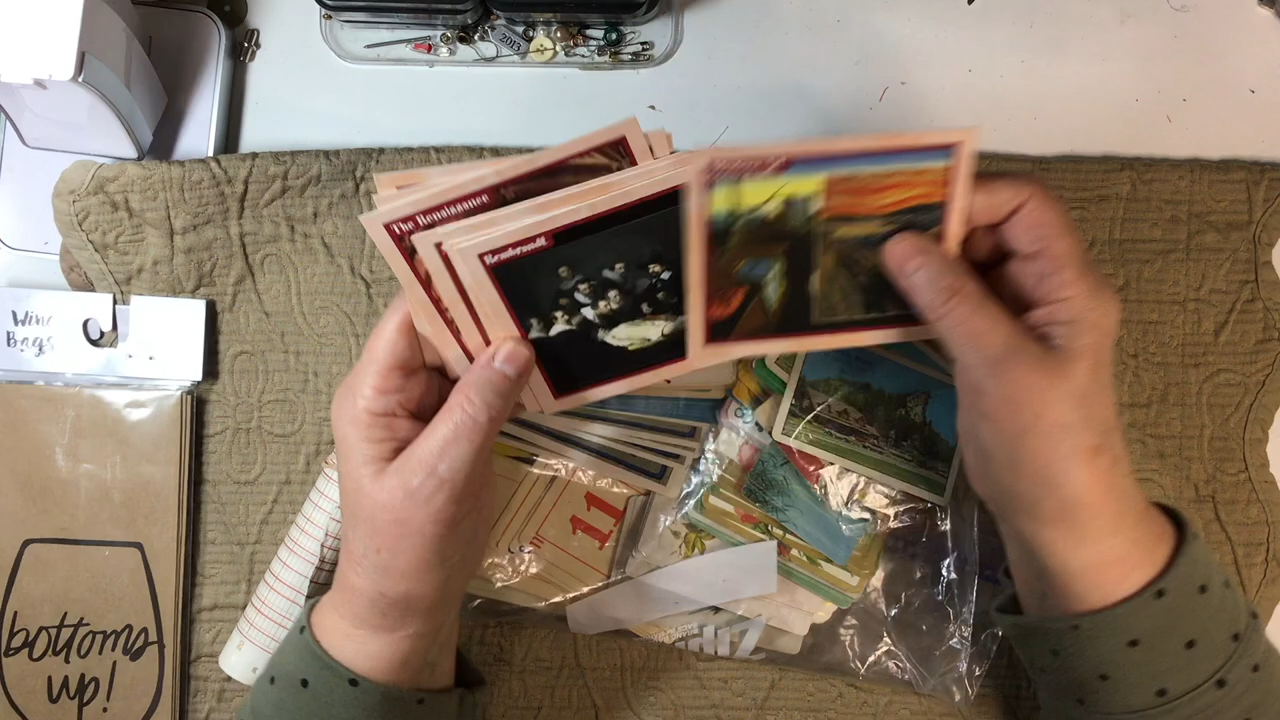 2013
The Renaissance
Rembrandt
Wine
Bags
11
bottoms
up!